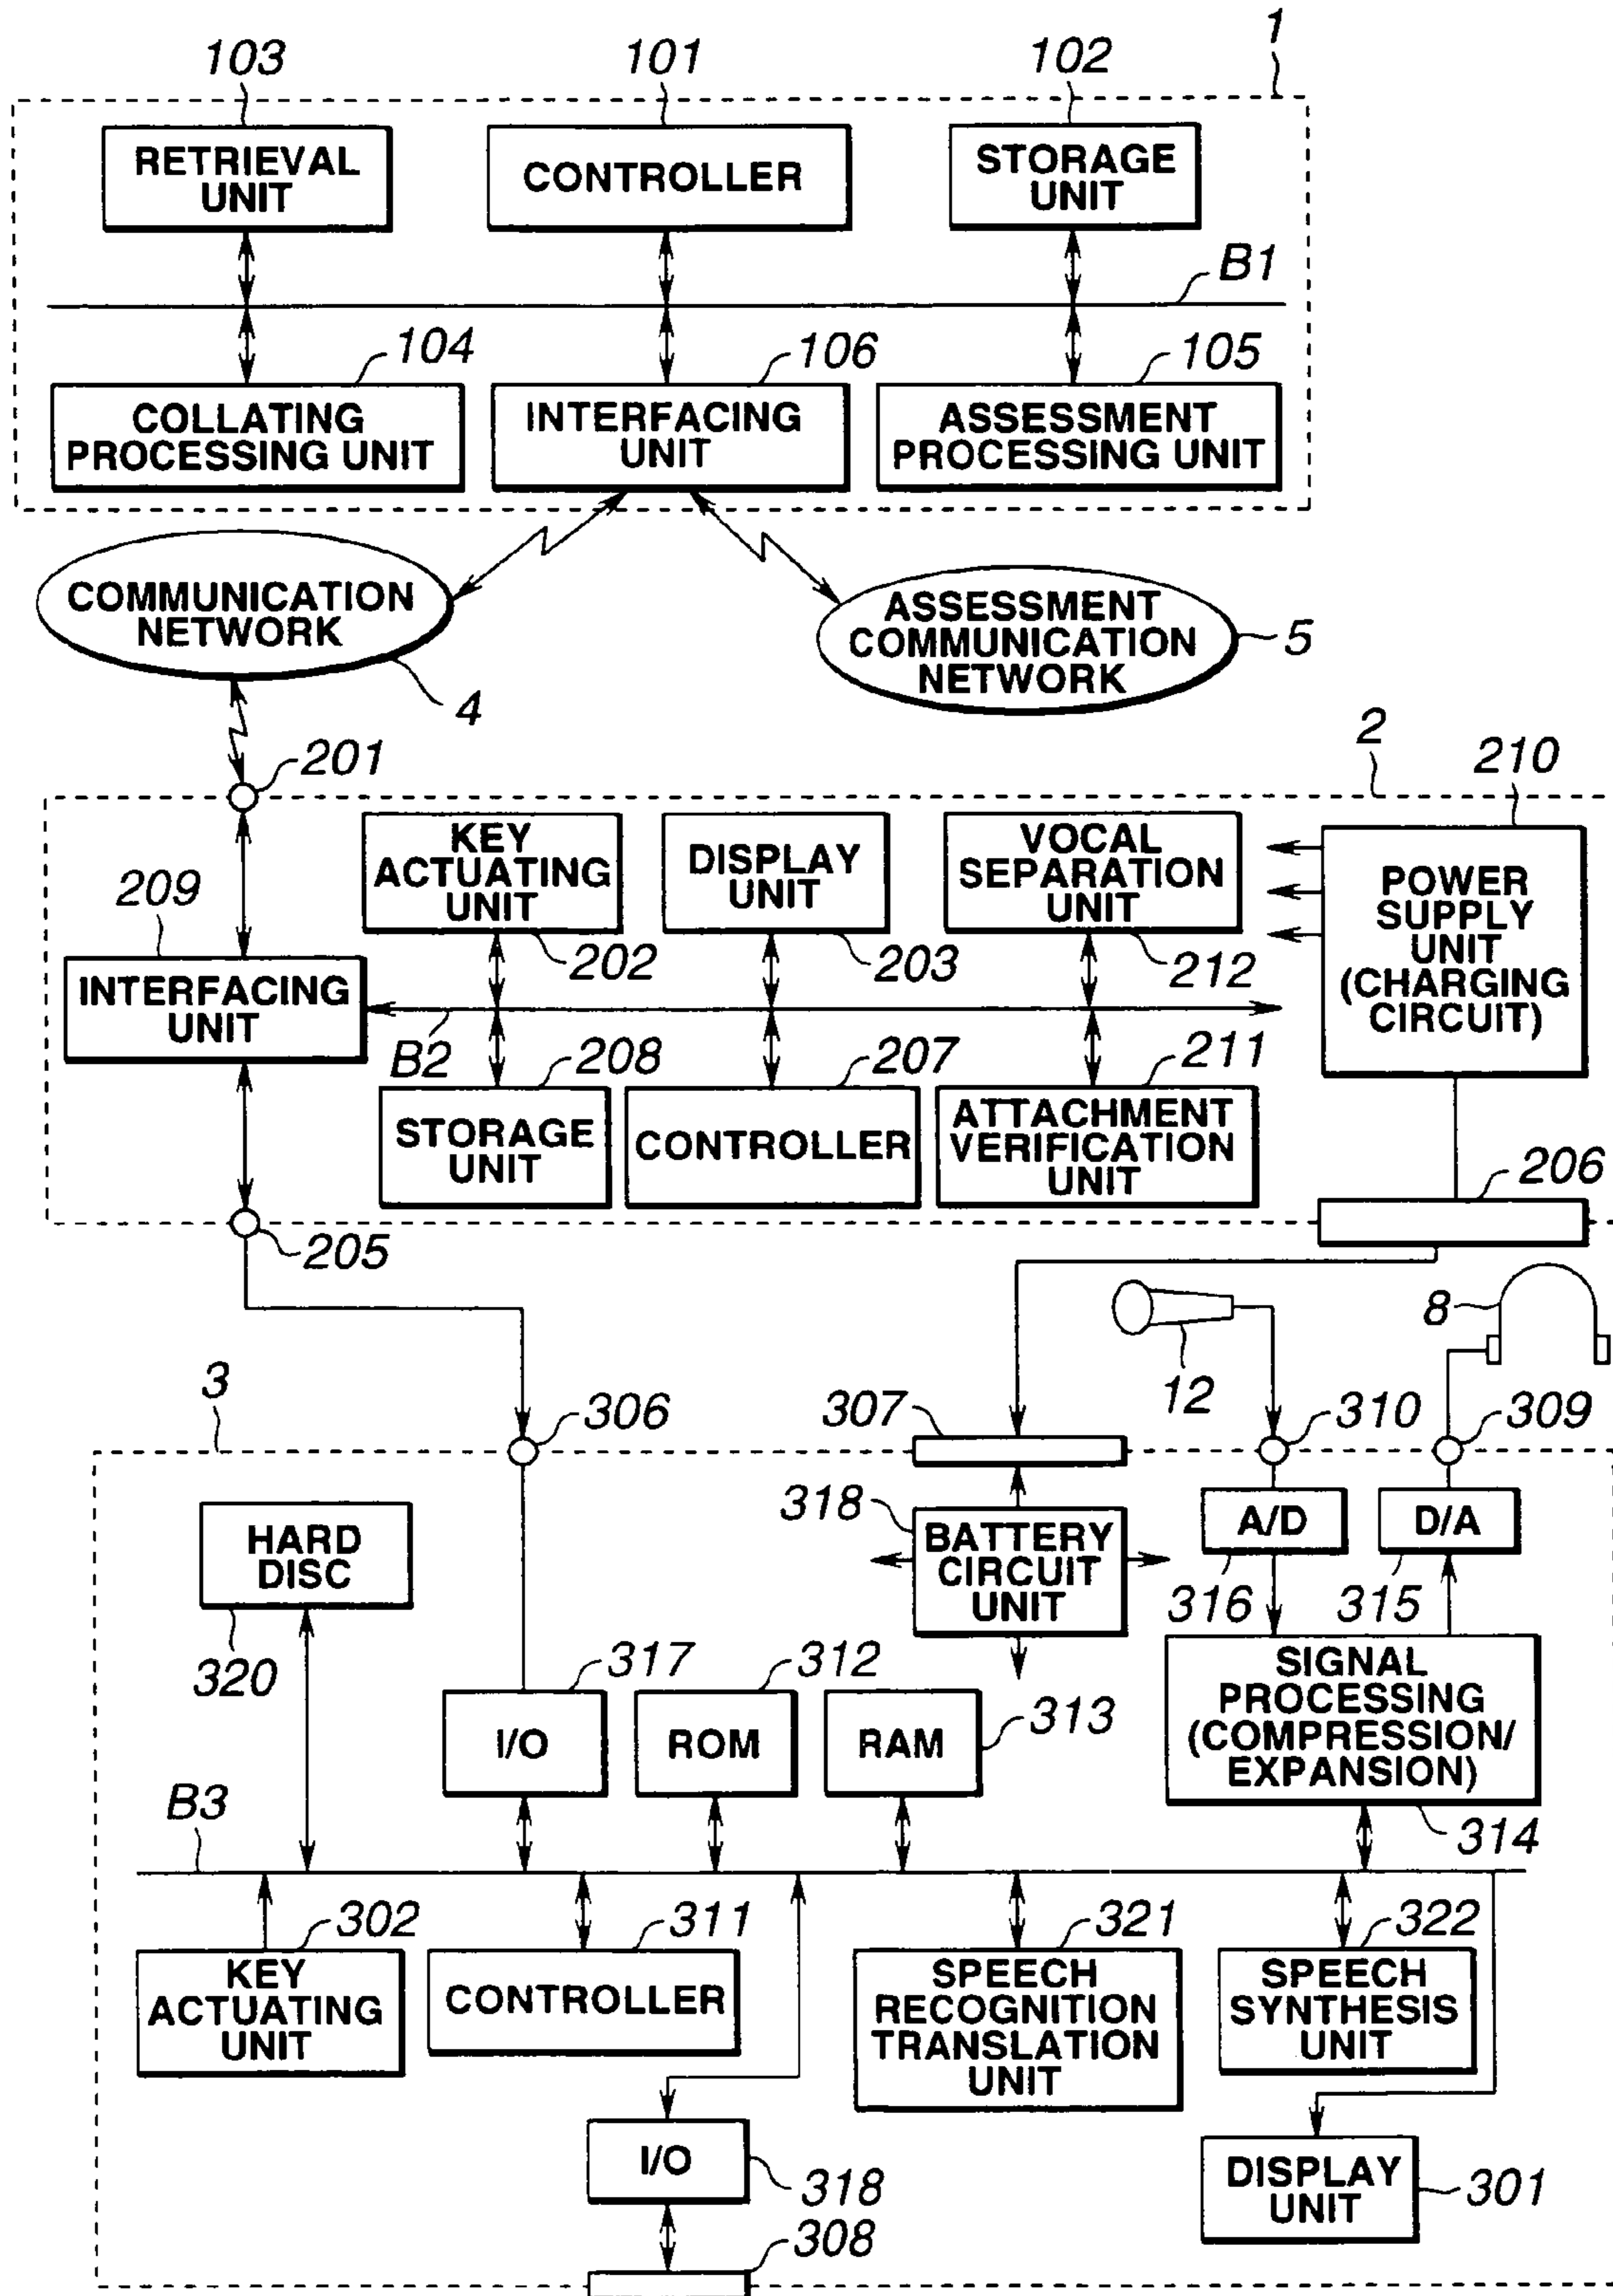 1
103
101
102
RETRIEVAL
UNIT
CONTROLLER
STORAGE
UNIT
B1
104
106
105
COLLATING
PROCESSING UNIT
INTERFACING
UNIT
ASSESSMENT
PROCESSING UNIT
COMMUNICATION
NETWORK
4
ASSESSMENT
COMMUNICATION
NETWORK
5
201
2
210
209
KEY
ACTUATING
UNIT
202
DISPLAY
UNIT
203
VOCAL
SEPARATION
UNIT
212
POWER
SUPPLY
UNIT
(CHARGING
CIRCUIT)
INTERFACING
UNIT
B2
208
207
211
STORAGE
UNIT
CONTROLLER
ATTACHMENT
VERIFICATION
UNIT
206
205
12
8
3
306
307
310
309
HARD
DISC
320
318
BATTERY
CIRCUIT
UNIT
A/D
D/A
316
315
317
312
313
I/O
ROM
RAM
SIGNAL
PROCESSING
(COMPRESSION/
EXPANSION)
314
B3
302
311
321
322
KEY
ACTUATING
UNIT
CONTROLLER
SPEECH
RECOGNITION
TRANSLATION
UNIT
SPEECH
SYNTHESIS
UNIT
I/O
318
308
DISPLAY
UNIT
301